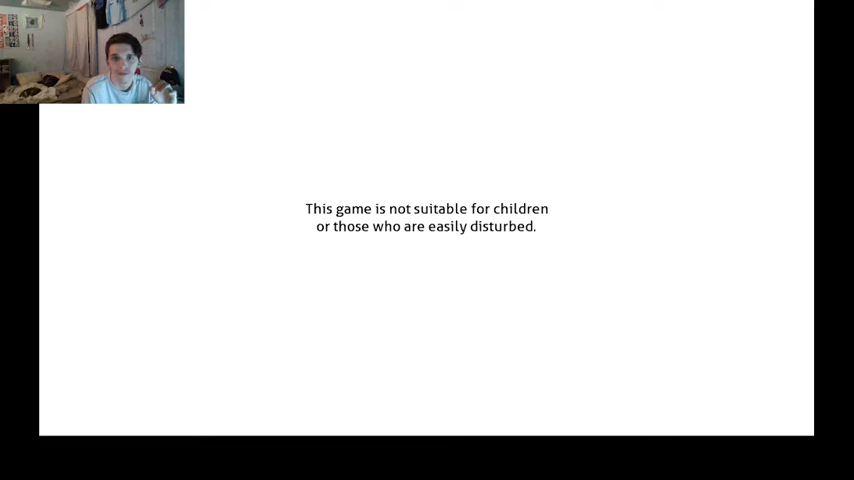 This game is not suitable for children
or those who are easily disturbed.